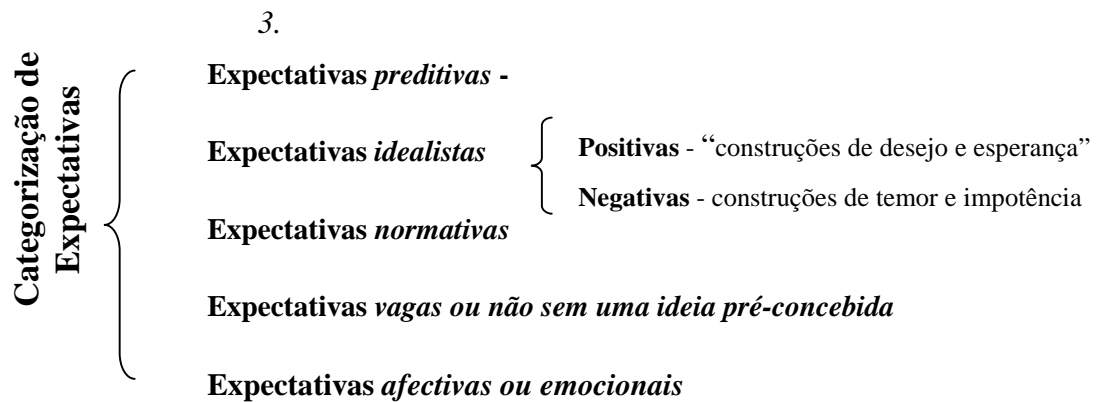 3.
Categorização de
Expectativas
Expectativas preditivas -
Expectativas idealistas
Positivas - “construções de desejo e esperança”
Negativas - construções de temor e impotência
Expectativas normativas
Expectativas vagas ou não sem uma ideia pré-concebida
Expectativas afectivas ou emocionais